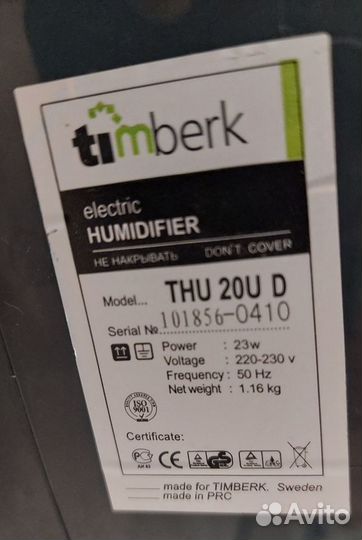 timberk
electric
HUMIDIFIER
НЕ НАКРЫВАТЬ DON'T COVER
Model... THU 20U D
Serial № 101856-0410
Power : 23w
Voltage : 220-230 v
Frequency : 50 Hz
Net weight : 1.16 kg
ISO
9001
Certificate:
АИ 43
made for TIMBERK, Sweden
made in PRC
Avito